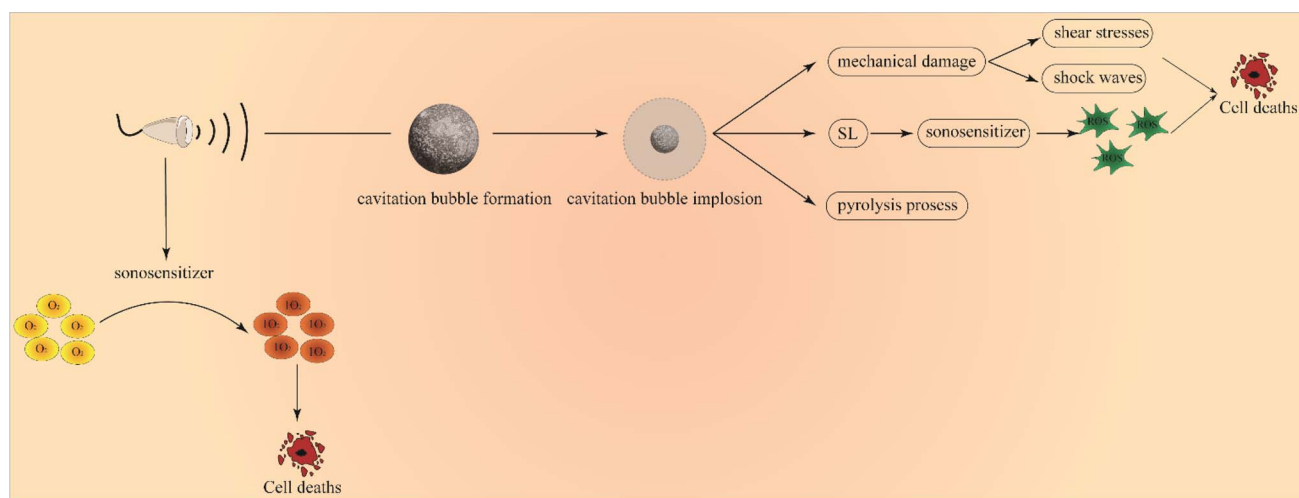 shear stresses
mechanical damage
shock waves
Cell deaths
SL
sonosensitizer
ROS
ROS
ROS
cavitation bubble formation
cavitation bubble implosion
pyrolysis prosess
sonosensitizer
O₂
O₂
O₂
O₂
O₂
1O₂
1O₂
1O₂
1O₂
1O₂
Cell deaths